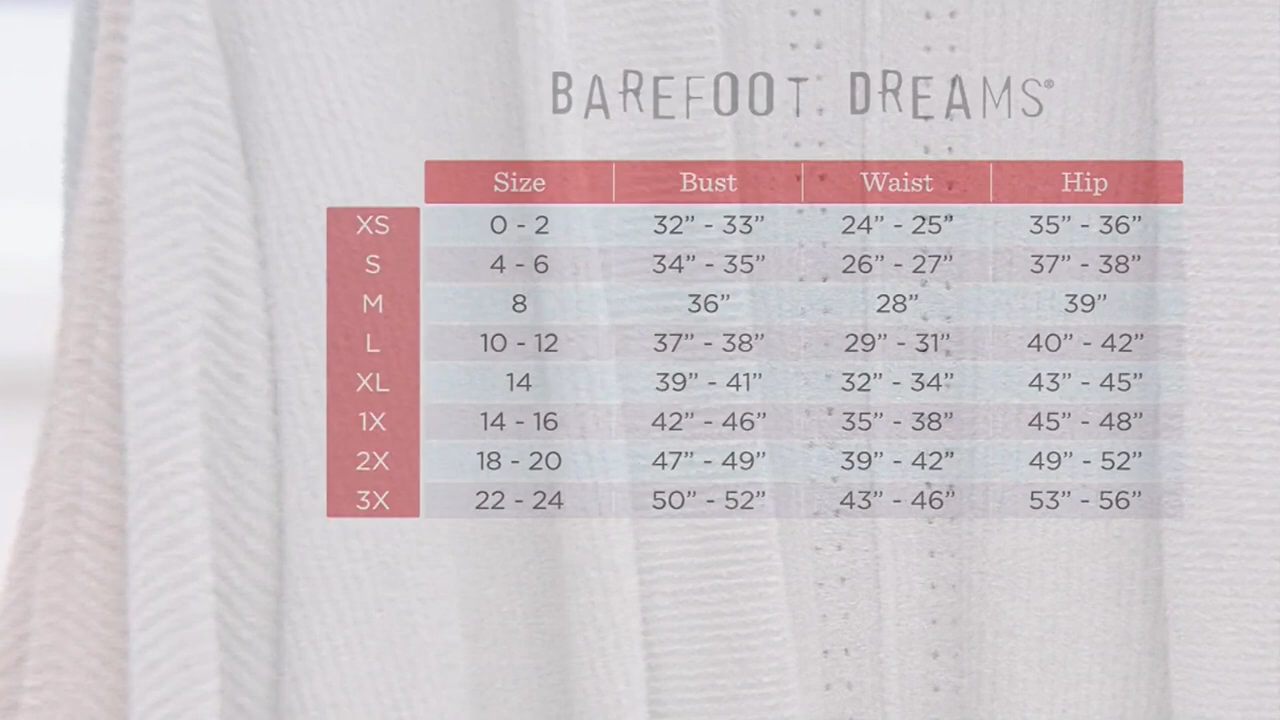 BAREFOOT DREAMS®
Size Bust Waist Hip
XS 0 - 2 32” - 33” 24” - 25” 35” - 36”
S 4 - 6 34” - 35” 26” - 27” 37” - 38”
M 8 36” 28” 39”
L 10 - 12 37” - 38” 29” - 31” 40” - 42”
XL 14 39” - 41” 32” - 34” 43” - 45”
1X 14 - 16 42” - 46” 35” - 38” 45” - 48”
2X 18 - 20 47” - 49” 39” - 42” 49” - 52”
3X 22 - 24 50” - 52” 43” - 46” 53” - 56”